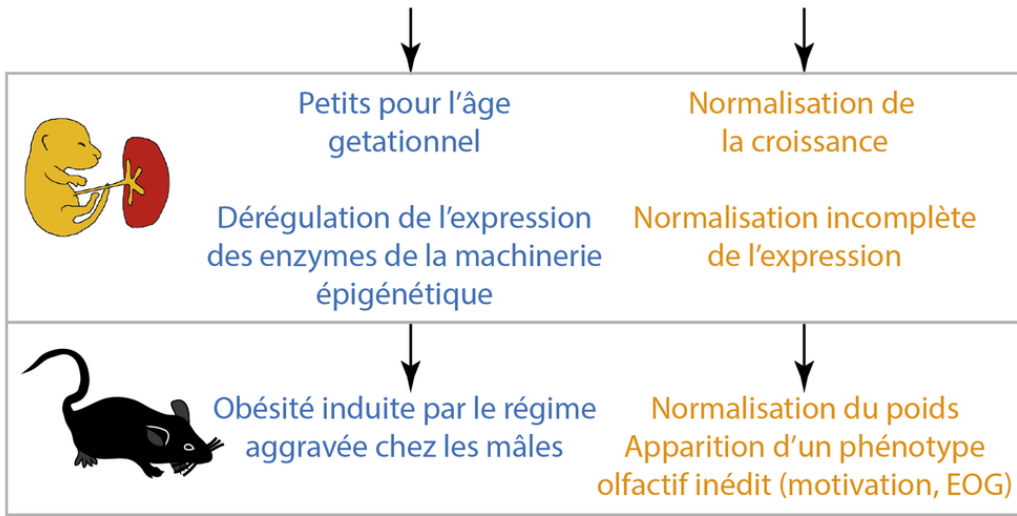 Petits pour l'âge
getationnel
Normalisation de
la croissance
Dérégulation de l'expression
des enzymes de la machinerie
épigénétique
Normalisation incomplète
de l'expression
Obésité induite par le régime
aggravée chez les mâles
Normalisation du poids
Apparition d'un phénotype
olfactif inédit (motivation, EOG)